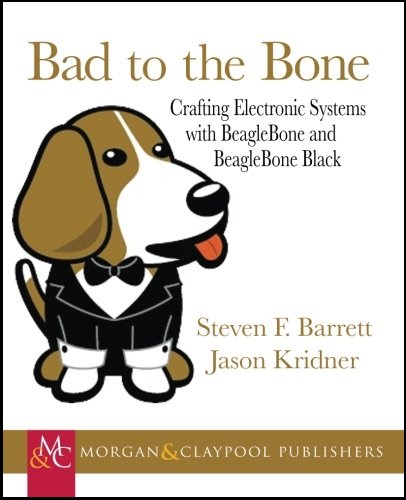 Bad to the Bone
Crafting Electronic Systems
with BeagleBone and
BeagleBone Black
Steven F. Barrett
Jason Kridner
M
&C
MORGAN&CLAYPOOL PUBLISHERS